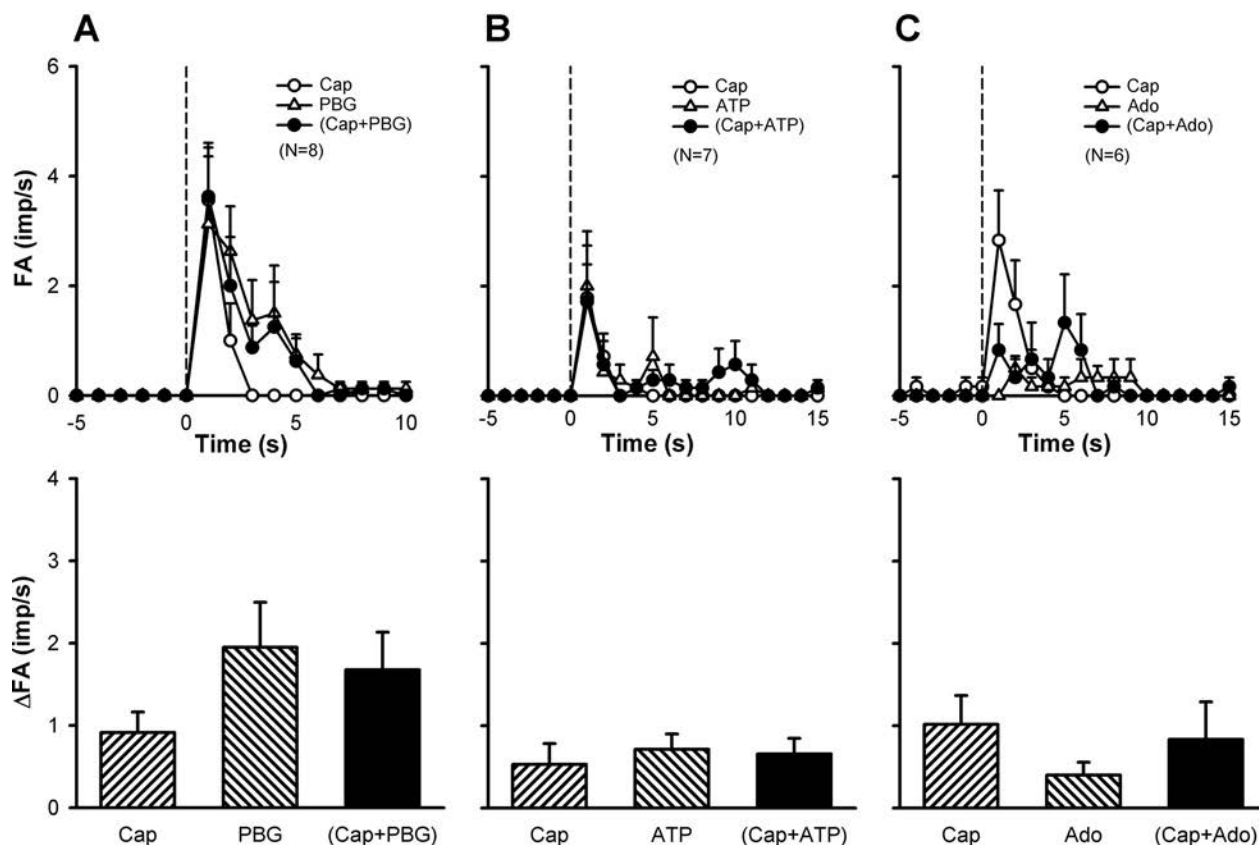 A
B
C
6
4
2
0
FA (imp/s)
Cap
PBG
(Cap+PBG)
(N=8)
-5
0
5
10
Time (s)
Cap
ATP
(Cap+ATP)
(N=7)
-5
0
5
10
15
Time (s)
Cap
Ado
(Cap+Ado)
(N=6)
-5
0
5
10
15
Time (s)
4
3
2
1
0
ΔFA (imp/s)
Cap
PBG
(Cap+PBG)
Cap
ATP
(Cap+ATP)
Cap
Ado
(Cap+Ado)